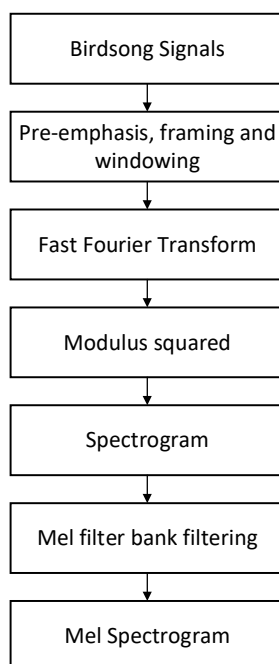 Birdsong Signals
Pre-emphasis, framing and
windowing
Fast Fourier Transform
Modulus squared
Spectrogram
Mel filter bank filtering
Mel Spectrogram